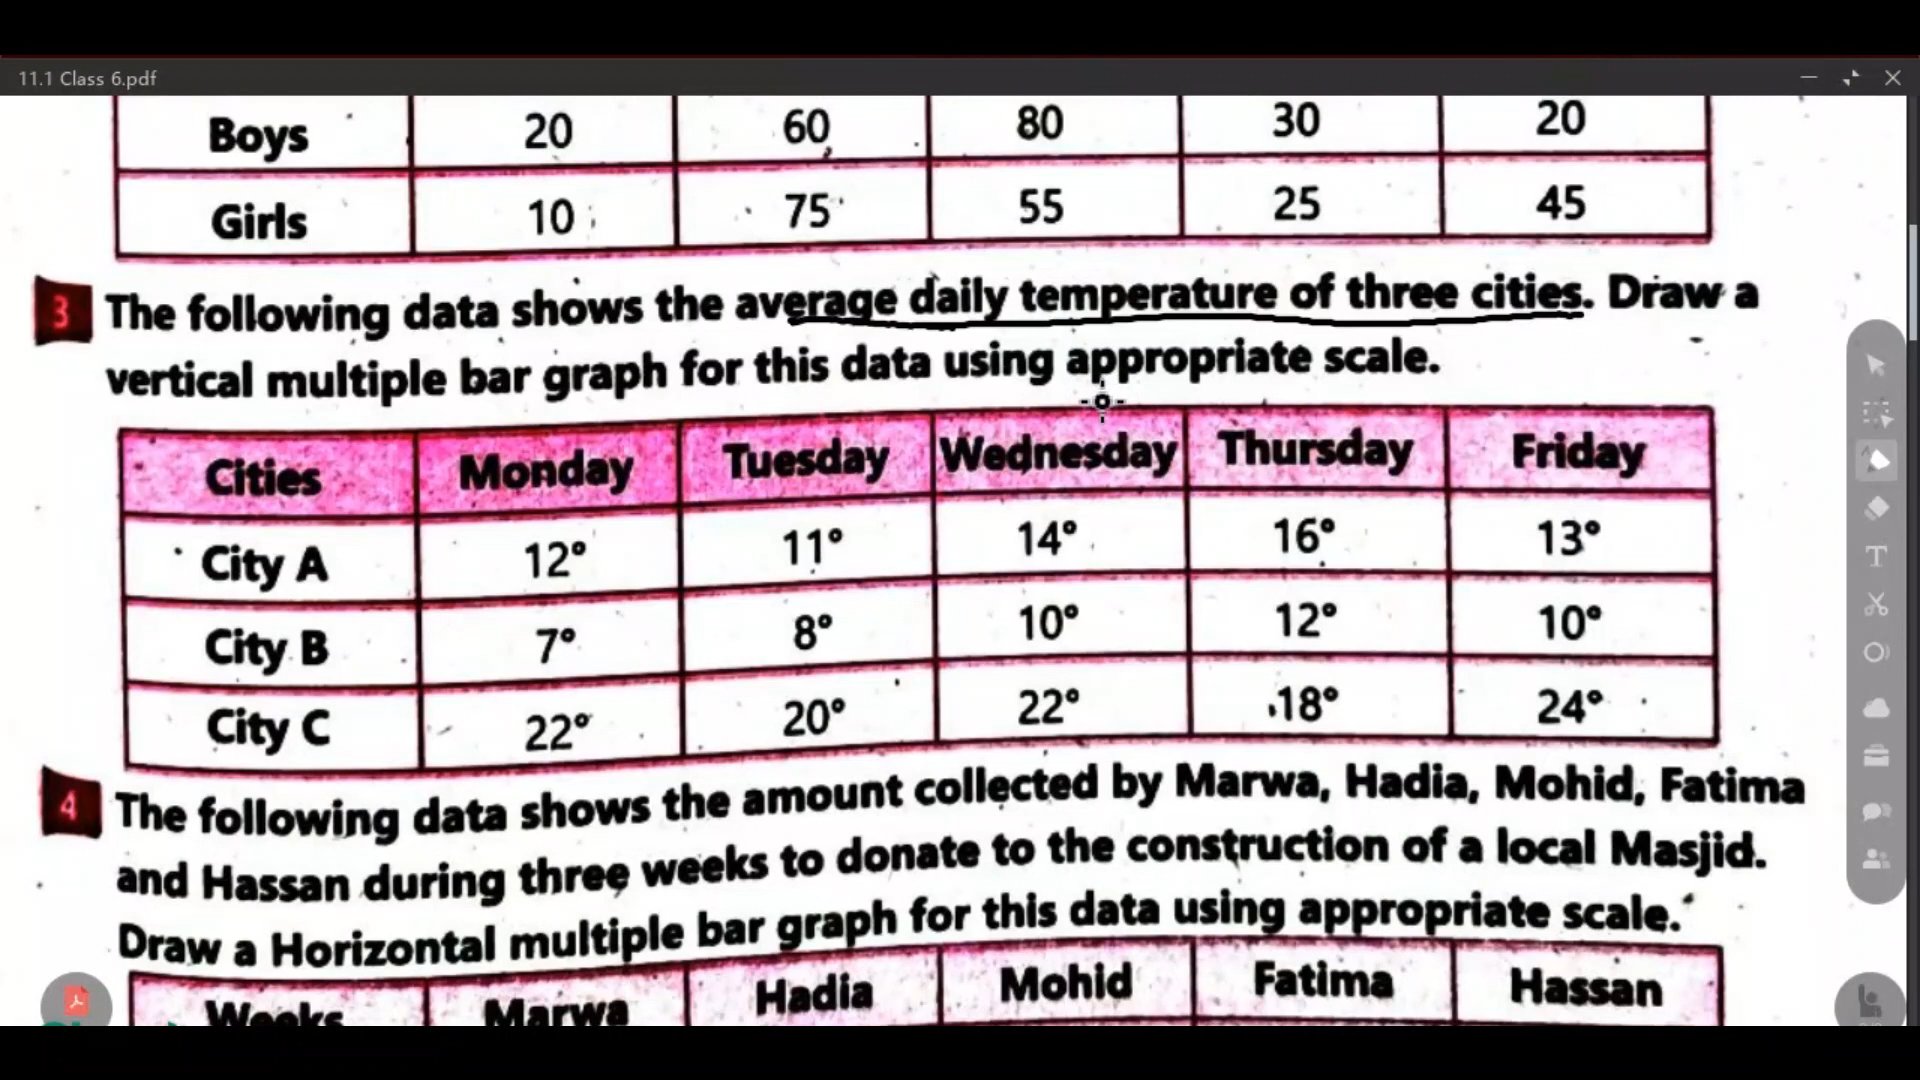 11.1 Class 6.pdf
Boys 20 60 80 30 20
Girls 10 75 55 25 45
3 The following data shows the average daily temperature of three cities. Draw a
vertical multiple bar graph for this data using appropriate scale.
Cities Monday Tuesday Wednesday Thursday Friday
City A 12° 11° 14° 16° 13°
City B 7° 8° 10° 12° 10°
City C 22° 20° 22° 18° 24°
4 The following data shows the amount collected by Marwa, Hadia, Mohid, Fatima
and Hassan during three weeks to donate to the construction of a local Masjid.
Draw a Horizontal multiple bar graph for this data using appropriate scale.
Weeks Marwa Hadia Mohid Fatima Hassan